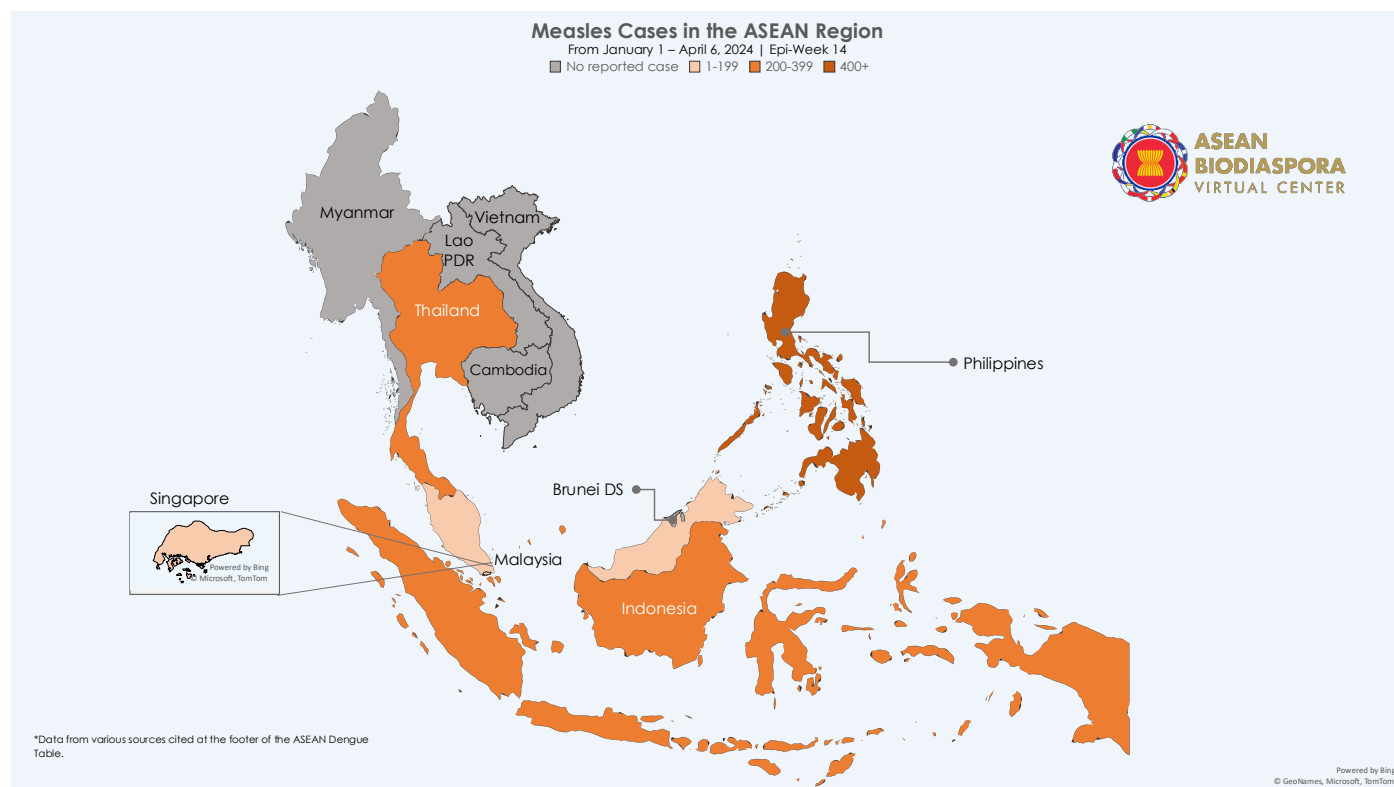 Measles Cases in the ASEAN Region
From January 1 – April 6, 2024 | Epi-Week 14
No reported case 1-199 200-399 400+
ASEAN
BIODIASPORA
VIRTUAL CENTER
Myanmar
Vietnam
Lao
PDR
Thailand
Cambodia
Philippines
Brunei DS
Singapore
Powered by Bing
© Microsoft, TomTom
Malaysia
Indonesia
*Data from various sources cited at the footer of the ASEAN Dengue
Table.
Powered by Bing
© GeoNames, Microsoft, TomTom